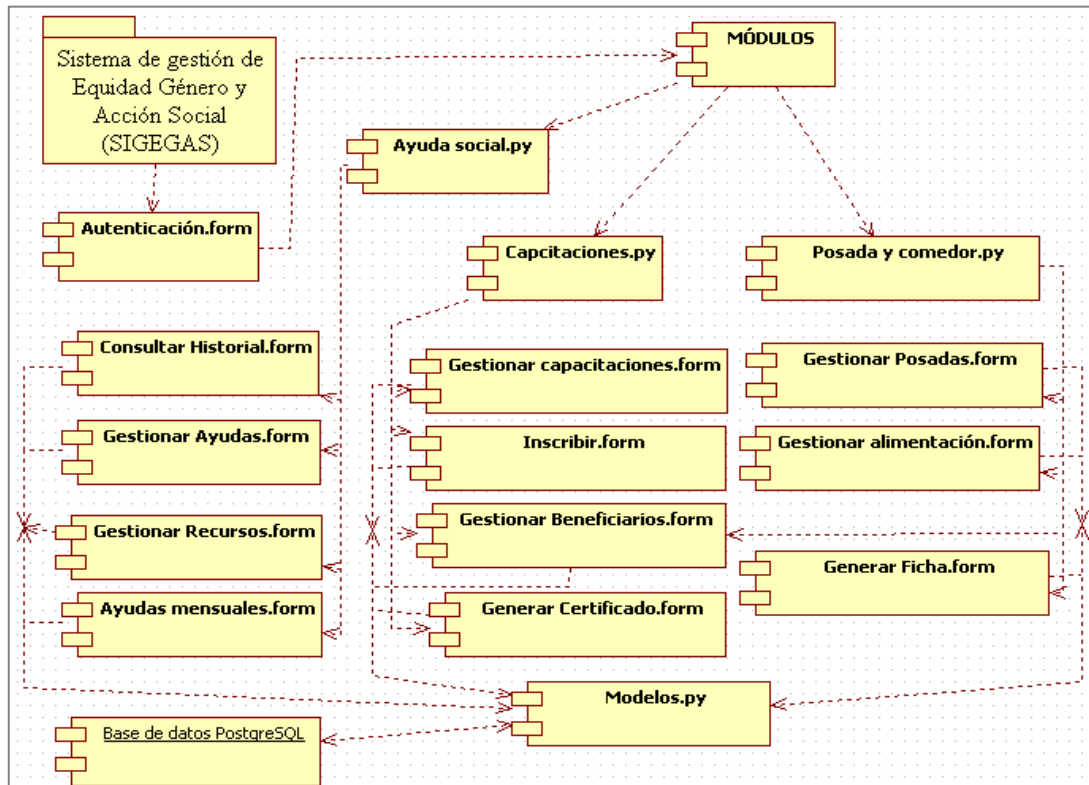 Sistema de gestión de
Equidad Género y
Acción Social
(SIGEGAS)
MÓDULOS
Ayuda social.py
Autenticación.form
Capcitaciones.py
Posada y comedor.py
Consultar Historial.form
Gestionar capacitaciones.form
Gestionar Posadas.form
Gestionar Ayudas.form
Inscribir.form
Gestionar alimentación.form
Gestionar Recursos.form
Gestionar Beneficiarios.form
Generar Ficha.form
Ayudas mensuales.form
Generar Certificado.form
Modelos.py
Base de datos PostgreSQL